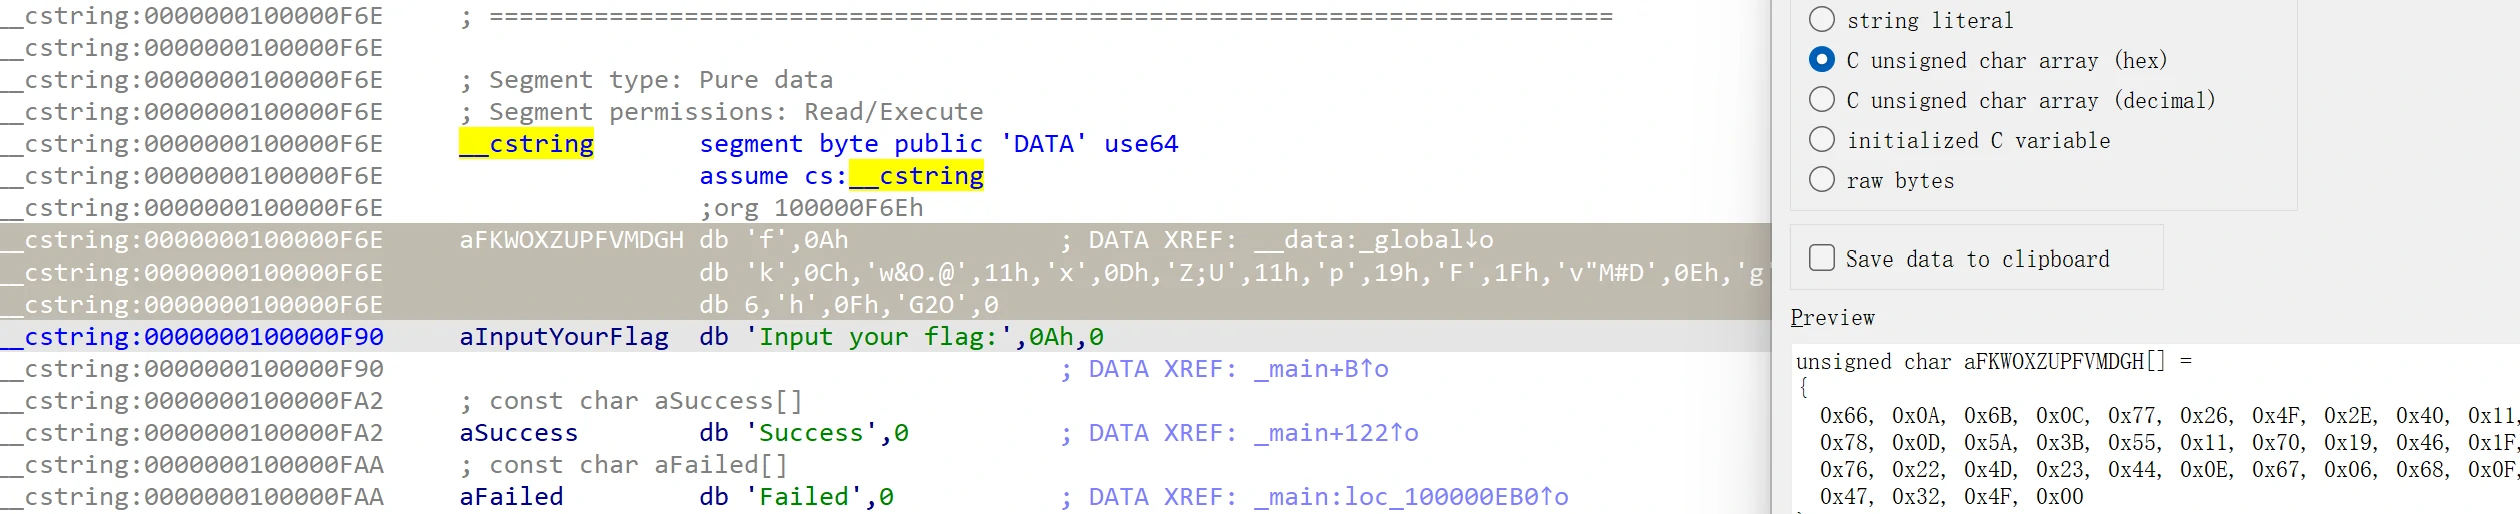 __cstring:0000000100000F6E ; ===========================================================================
__cstring:0000000100000F6E
__cstring:0000000100000F6E ; Segment type: Pure data
__cstring:0000000100000F6E ; Segment permissions: Read/Execute
__cstring:0000000100000F6E __cstring segment byte public 'DATA' use64
__cstring:0000000100000F6E assume cs:__cstring
__cstring:0000000100000F6E ;org 100000F6Eh
__cstring:0000000100000F6E aFKWOXZUPFVMDGH db 'f',0Ah ; DATA XREF: __data:_global↓o
__cstring:0000000100000F6E db 'k',0Ch,'w&O.@',11h,'x',0Dh,'Z;U',11h,'p',19h,'F',1Fh,'v"M#D',0Eh,'g'
__cstring:0000000100000F6E db 6,'h',0Fh,'G2O',0
__cstring:0000000100000F90 aInputYourFlag db 'Input your flag:',0Ah,0
__cstring:0000000100000F90 ; DATA XREF: _main+B↑o
__cstring:0000000100000FA2 ; const char aSuccess[]
__cstring:0000000100000FA2 aSuccess db 'Success',0 ; DATA XREF: _main+122↑o
__cstring:0000000100000FAA ; const char aFailed[]
__cstring:0000000100000FAA aFailed db 'Failed',0 ; DATA XREF: _main:loc_100000EB0↑o
string literal
C unsigned char array (hex)
C unsigned char array (decimal)
initialized C variable
raw bytes
Save data to clipboard
Preview
unsigned char aFKWOXZUPFVMDGH[] =
{
0x66, 0x0A, 0x6B, 0x0C, 0x77, 0x26, 0x4F, 0x2E, 0x40, 0x11,
0x78, 0x0D, 0x5A, 0x3B, 0x55, 0x11, 0x70, 0x19, 0x46, 0x1F,
0x76, 0x22, 0x4D, 0x23, 0x44, 0x0E, 0x67, 0x06, 0x68, 0x0F,
0x47, 0x32, 0x4F, 0x00